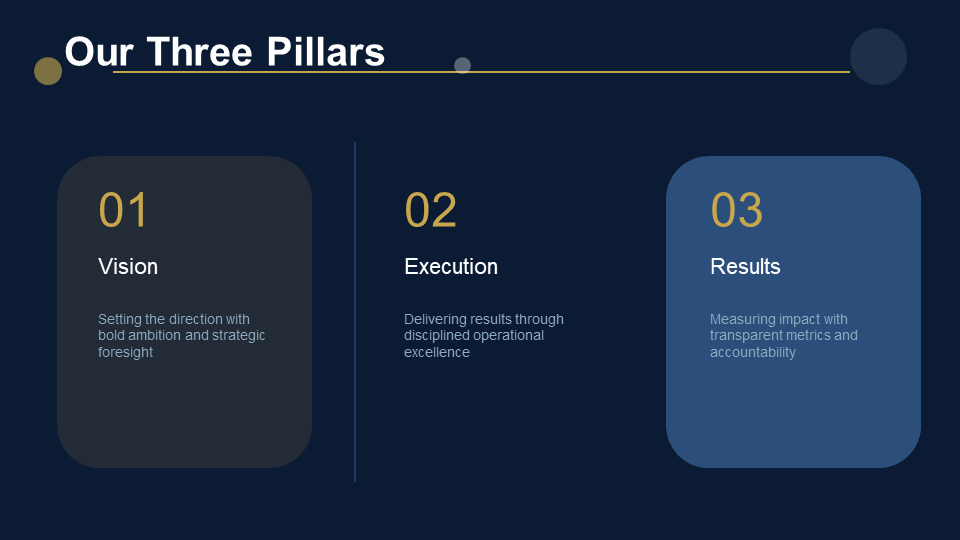 Our Three Pillars
01
Vision
Setting the direction with
bold ambition and strategic
foresight
02
Execution
Delivering results through
disciplined operational
excellence
03
Results
Measuring impact with
transparent metrics and
accountability